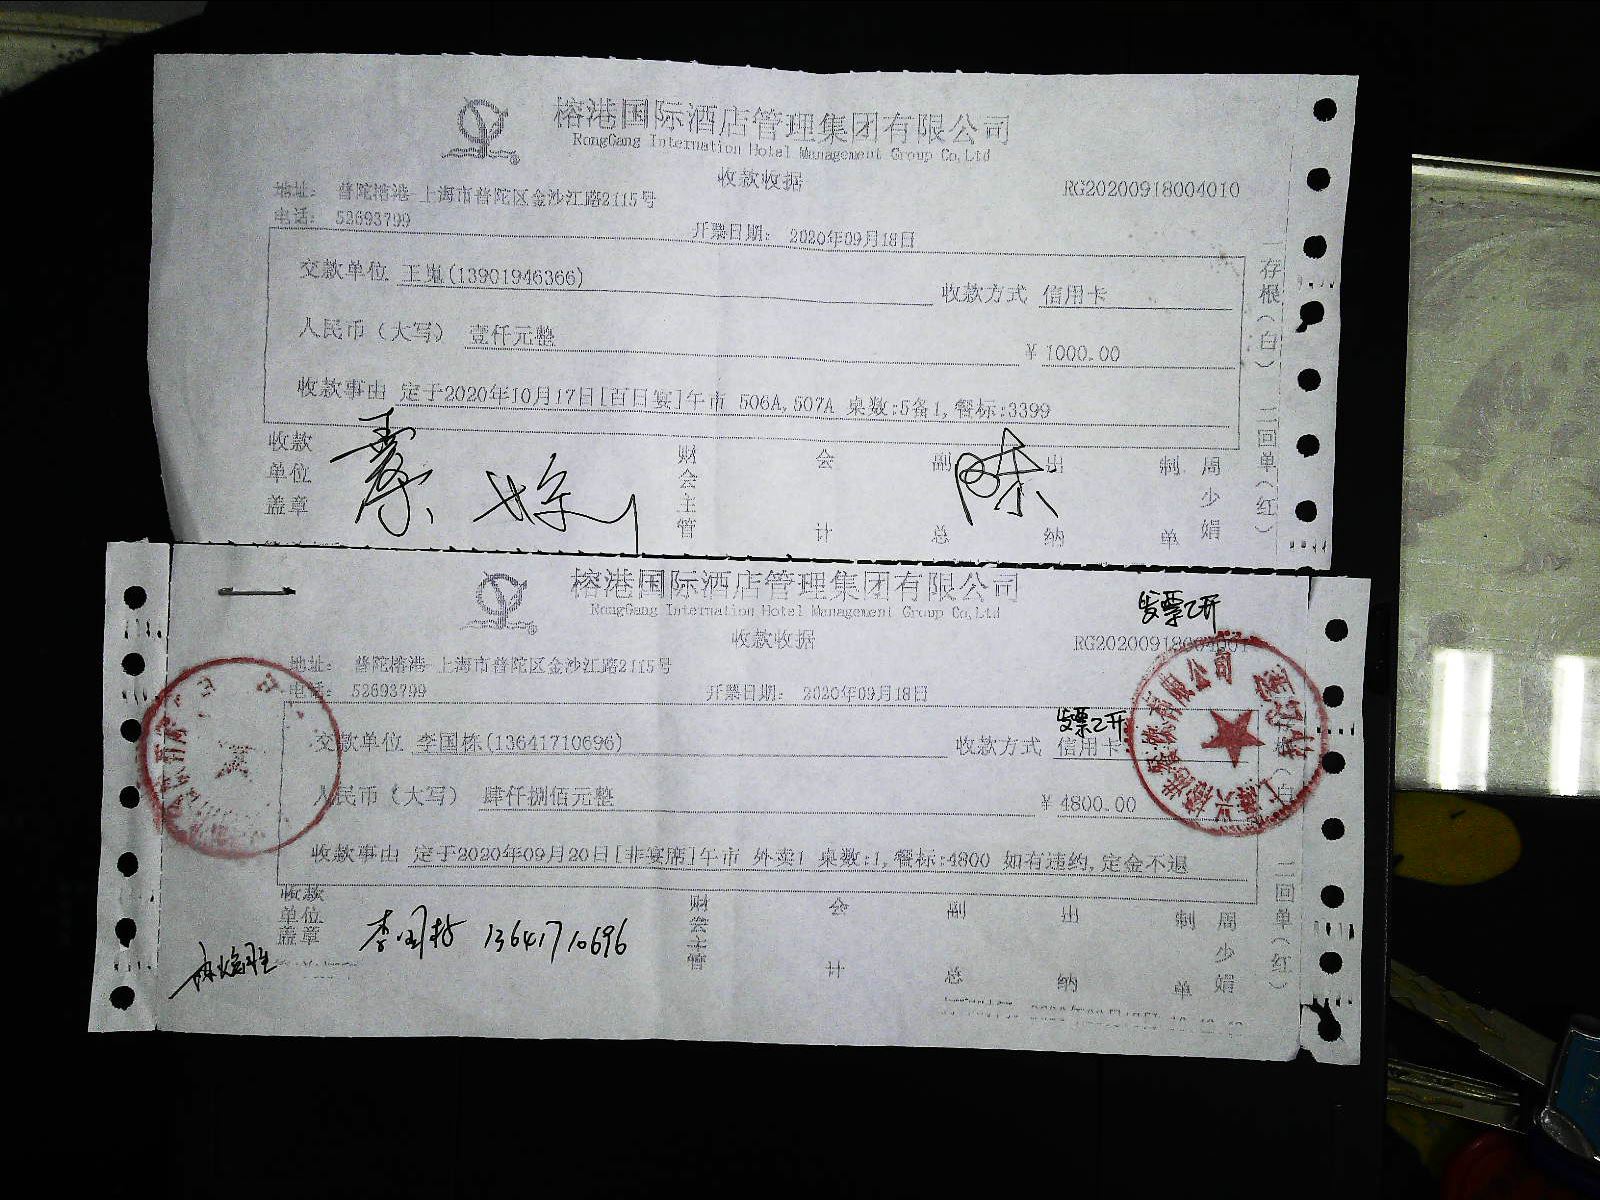 榕港国际酒店管理集团有限公司
RongGang Internation Hotel Management Group Co,Ltd
收款收据
RG20200918004010
地址： 普陀榕港 上海市普陀区金沙江路2115号
电话： 52693799
开票日期： 2020年09月18日
交款单位 王嵬(13901946366) 收款方式 信用卡
人民币（大写） 壹仟元整 ¥ 1000.00
收款事由 定于2020年10月17日[百日宴]午市 506A,507A 桌数:5备1,餐标:3399
收款单位盖章 财会主管 会计 副总 出纳 制单 周少娟
一存根（白） 二回单（红）
榕港国际酒店管理集团有限公司
RongGang Internation Hotel Management Group Co,Ltd
发票已开
收款收据
地址： 普陀榕港 上海市普陀区金沙江路2115号
电话： 52693799
开票日期： 2020年09月18日
发票已开
交款单位 李国栋(13641710696) 收款方式 信用卡
人民币（大写） 肆仟捌佰元整 ¥ 4800.00
收款事由 定于2020年09月20日[非宴席]午市 外卖1 桌数:1,餐标:4800 如有违约,定金不退
收款单位盖章 李国栋 13641710696 财会主管 会计 副总 出纳 制单 周少娟
根（白） 二回单（红）